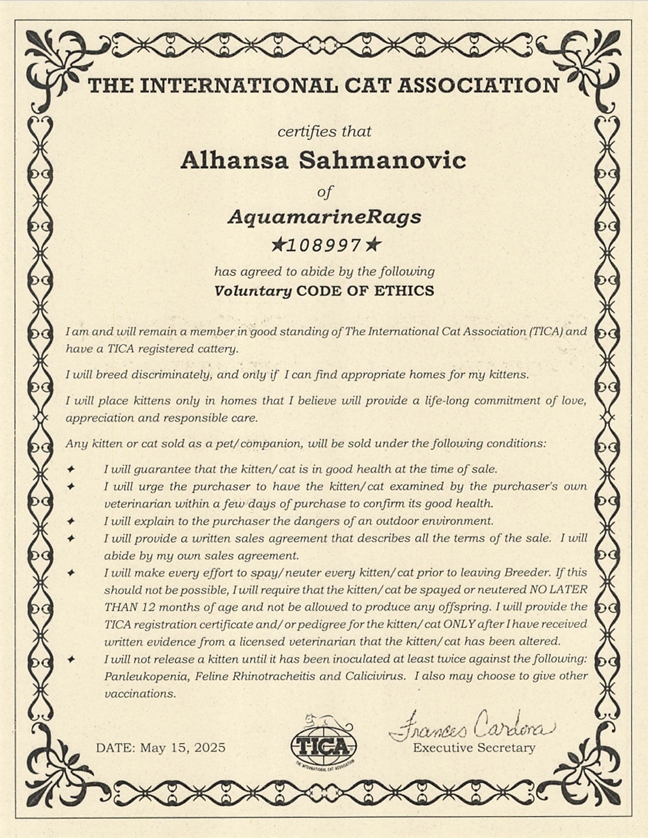 THE INTERNATIONAL CAT ASSOCIATION
certifies that
Alhansa Sahmanovic
of
AquamarineRags
★108997★
has agreed to abide by the following
Voluntary CODE OF ETHICS
I am and will remain a member in good standing of The International Cat Association (TICA) and
have a TICA registered cattery.
I will breed discriminately, and only if I can find appropriate homes for my kittens.
I will place kittens only in homes that I believe will provide a life-long commitment of love,
appreciation and responsible care.
Any kitten or cat sold as a pet/companion, will be sold under the following conditions:
✦ I will guarantee that the kitten/cat is in good health at the time of sale.
✦ I will urge the purchaser to have the kitten/cat examined by the purchaser's own
veterinarian within a few days of purchase to confirm its good health.
✦ I will explain to the purchaser the dangers of an outdoor environment.
✦ I will provide a written sales agreement that describes all the terms of the sale. I will
abide by my own sales agreement.
✦ I will make every effort to spay/neuter every kitten/cat prior to leaving Breeder. If this
should not be possible, I will require that the kitten/cat be spayed or neutered NO LATER
THAN 12 months of age and not be allowed to produce any offspring. I will provide the
TICA registration certificate and/or pedigree for the kitten/cat ONLY after I have received
written evidence from a licensed veterinarian that the kitten/cat has been altered.
✦ I will not release a kitten until it has been inoculated at least twice against the following:
Panleukopenia, Feline Rhinotracheitis and Calicivirus. I also may choose to give other
vaccinations.
Frances Cardona
DATE: May 15, 2025
TICA
THE INTERNATIONAL CAT ASSOCIATION
Executive Secretary